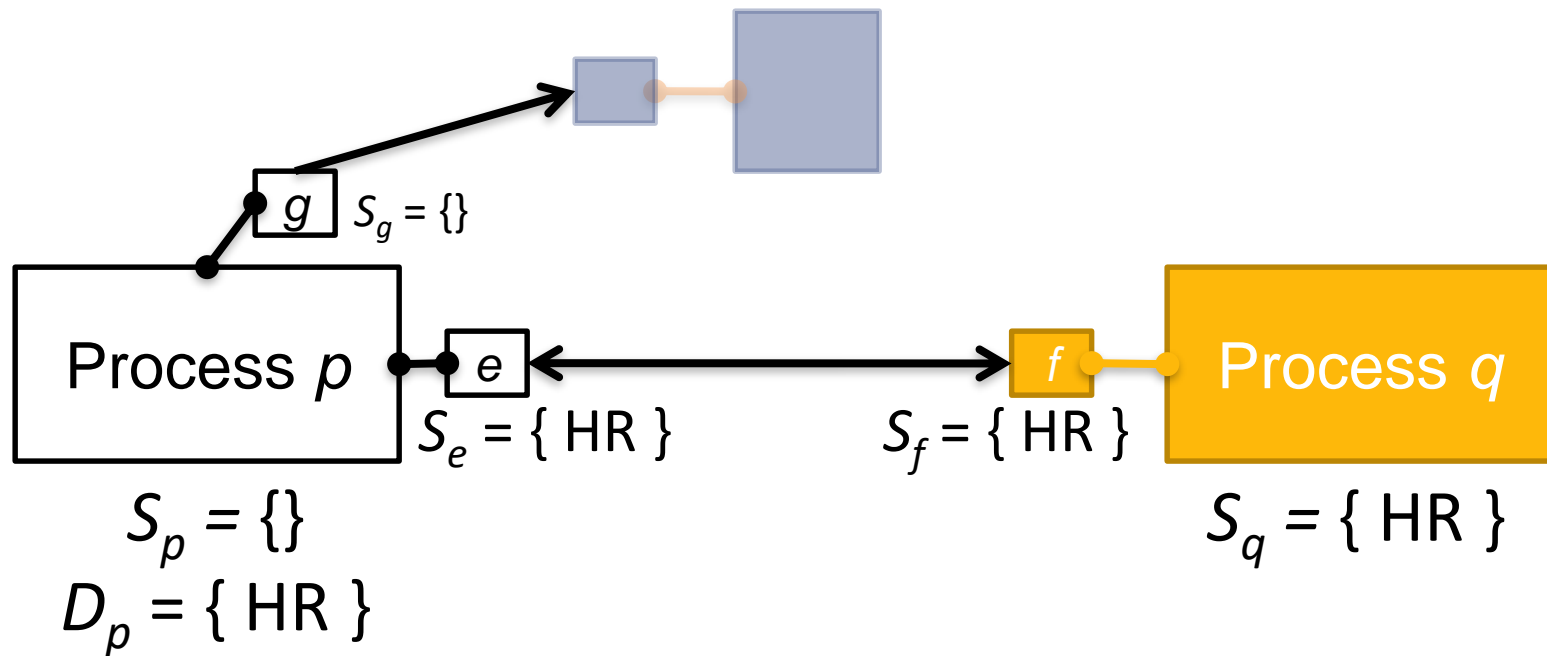 g
S_g = {}
Process p
e
f
Process q
S_e = { HR }
S_f = { HR }
S_p = {}
S_q = { HR }
D_p = { HR }